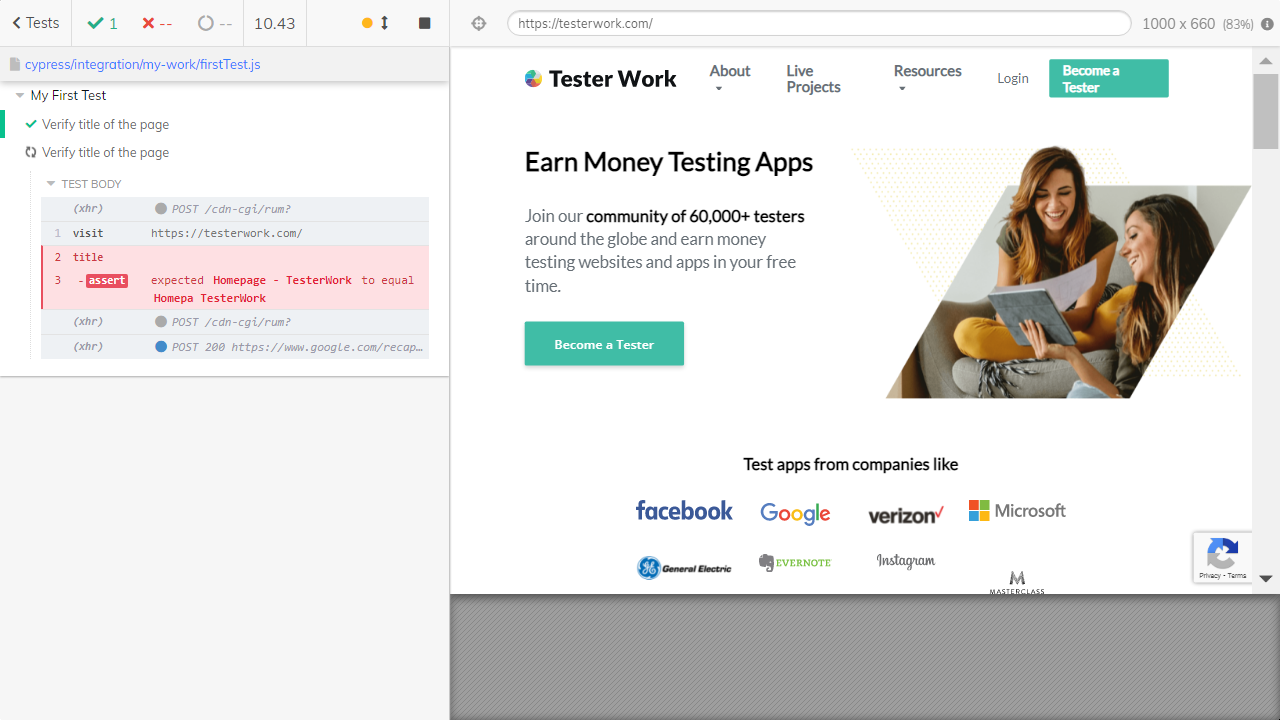 Tests 1 -- -- 10.43
https://testerwork.com/ 1000 x 660 (83%)
cypress/integration/my-work/firstTest.js
My First Test
Verify title of the page
Verify title of the page
TEST BODY
(xhr) POST /cdn-cgi/rum?
1 visit https://testerwork.com/
2 title
3 -assert expected Homepage - TesterWork to equal
Homepa TesterWork
(xhr) POST /cdn-cgi/rum?
(xhr) POST 200 https://www.google.com/recap…
Tester Work
About
Live
Projects
Resources
Login
Become a
Tester
Earn Money Testing Apps
Join our community of 60,000+ testers
around the globe and earn money
testing websites and apps in your free
time.
Become a Tester
Test apps from companies like
facebook Google verizon Microsoft
GE General Electric EVERNOTE Instagram
MASTERCLASS
Privacy - Terms